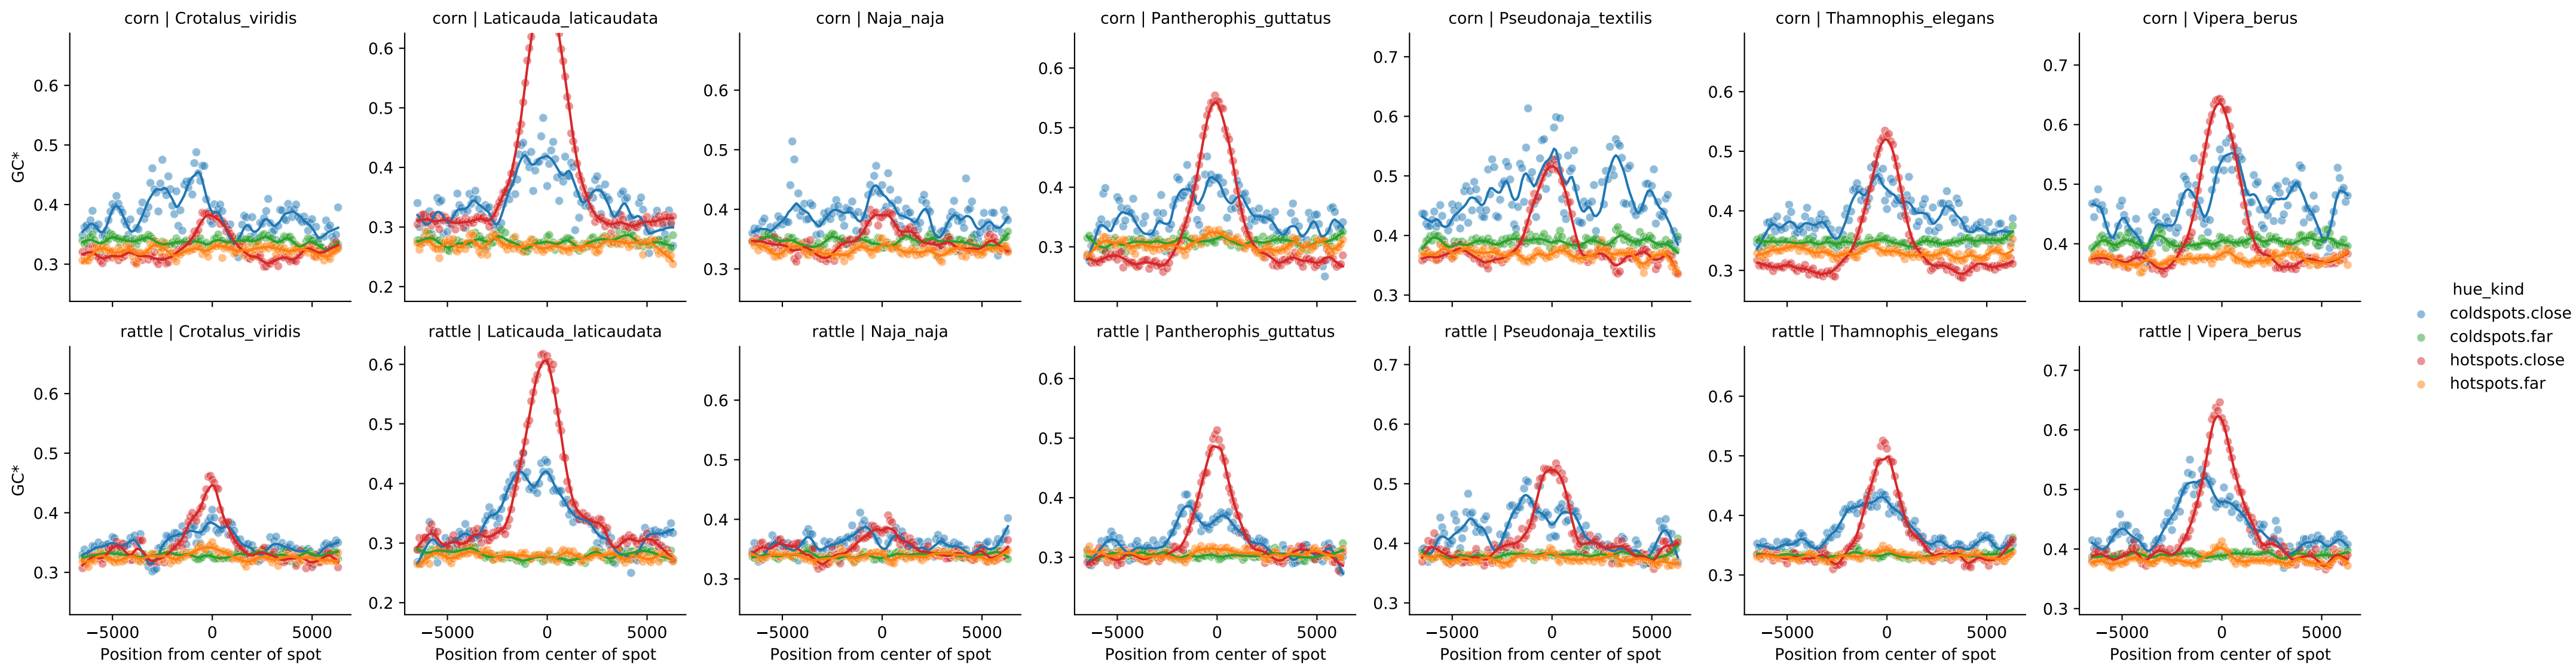 corn | Crotalus_viridis
corn | Laticauda_laticaudata
corn | Naja_naja
corn | Pantherophis_guttatus
corn | Pseudonaja_textilis
corn | Thamnophis_elegans
corn | Vipera_berus
GC*
0.6
0.5
0.4
0.3
0.6
0.5
0.4
0.3
0.2
0.6
0.5
0.4
0.3
0.6
0.5
0.4
0.3
0.7
0.6
0.5
0.4
0.3
0.6
0.5
0.4
0.3
0.7
0.6
0.5
0.4
hue_kind
coldspots.close
coldspots.far
hotspots.close
hotspots.far
rattle | Crotalus_viridis
rattle | Laticauda_laticaudata
rattle | Naja_naja
rattle | Pantherophis_guttatus
rattle | Pseudonaja_textilis
rattle | Thamnophis_elegans
rattle | Vipera_berus
GC*
0.6
0.5
0.4
0.3
0.6
0.5
0.4
0.3
0.2
0.6
0.5
0.4
0.3
0.6
0.5
0.4
0.3
0.7
0.6
0.5
0.4
0.3
0.6
0.5
0.4
0.3
0.7
0.6
0.5
0.4
0.3
−5000 0 5000
−5000 0 5000
−5000 0 5000
−5000 0 5000
−5000 0 5000
−5000 0 5000
−5000 0 5000
Position from center of spot
Position from center of spot
Position from center of spot
Position from center of spot
Position from center of spot
Position from center of spot
Position from center of spot